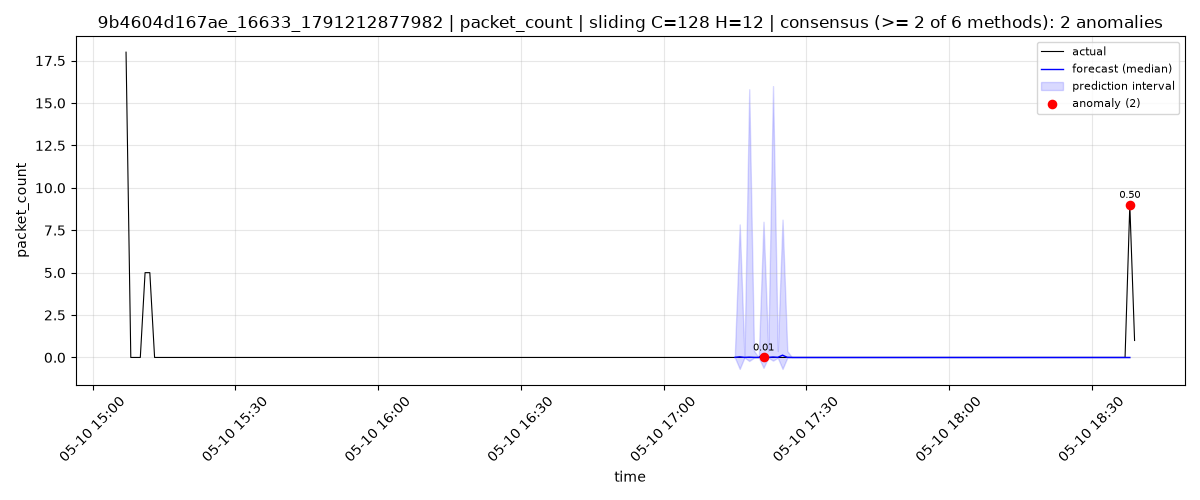 9b4604d167ae_16633_1791212877982 | packet_count | sliding C=128 H=12 | consensus (>= 2 of 6 methods): 2 anomalies
actual
forecast (median)
prediction interval
anomaly (2)
17.5
15.0
12.5
10.0
7.5
5.0
2.5
0.0
packet_count
0.01
0.50
05-10 15:00
05-10 15:30
05-10 16:00
05-10 16:30
05-10 17:00
05-10 17:30
05-10 18:00
05-10 18:30
time